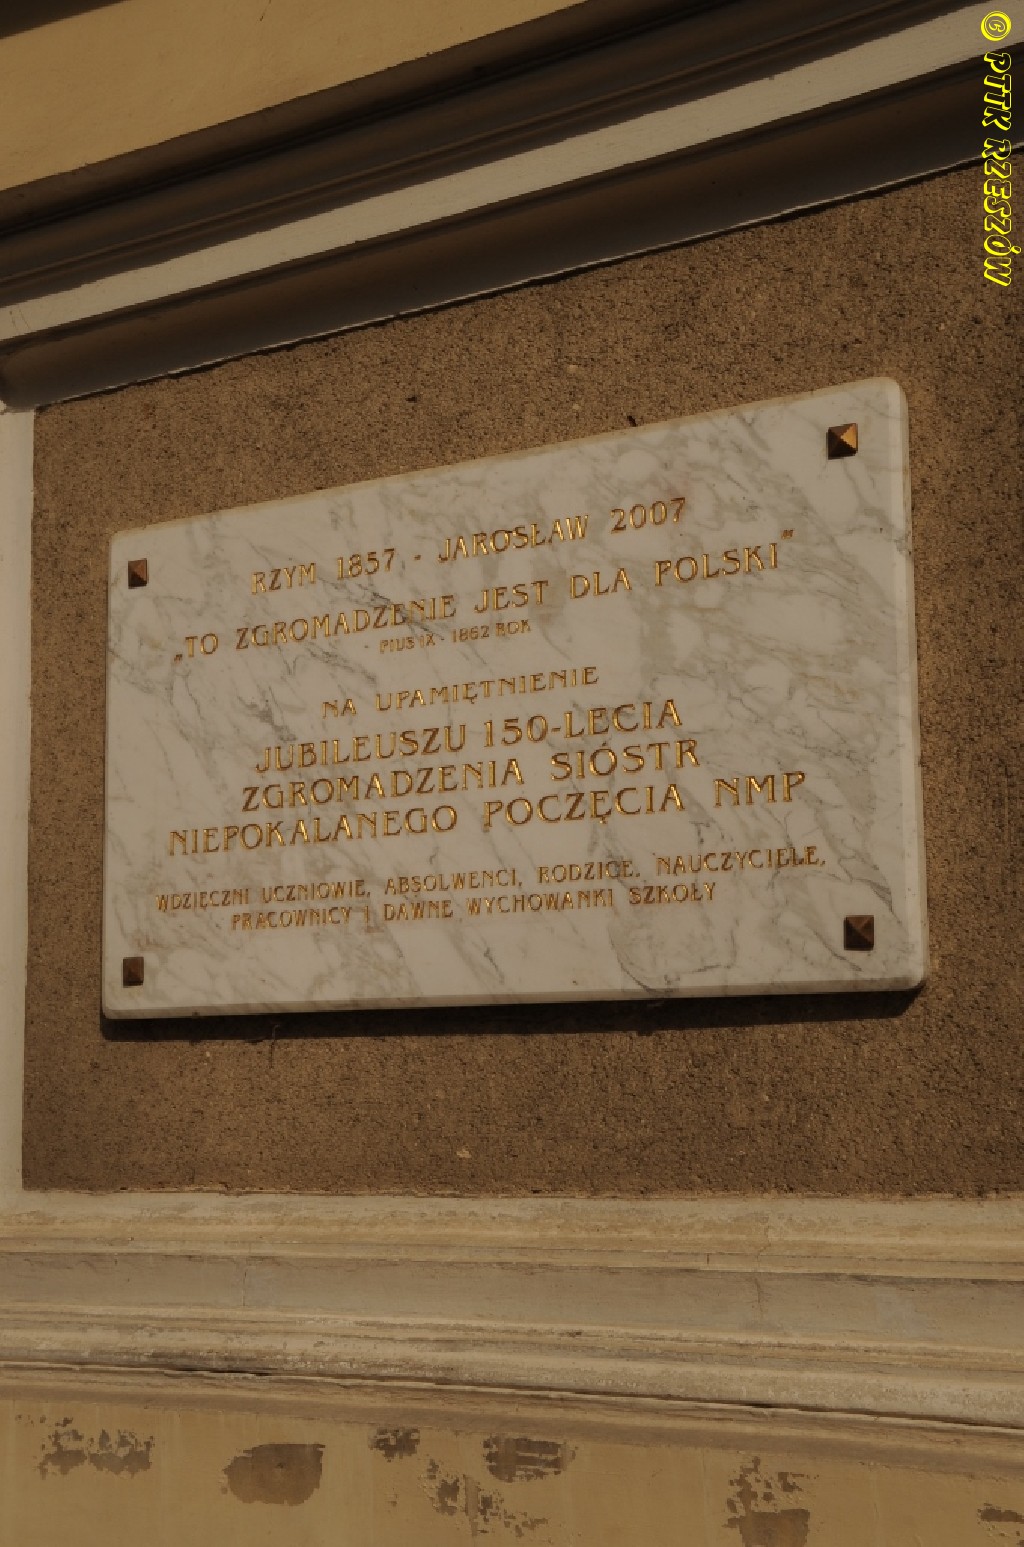 RZYM 1857 - JAROSŁAW 2007
„TO ZGROMADZENIE JEST DLA POLSKI"
PIUS IX - 1862 ROK
NA UPAMIĘTNIENIE
JUBILEUSZU 150-LECIA
ZGROMADZENIA SIÓSTR
NIEPOKALANEGO POCZĘCIA NMP
WDZIĘCZNI UCZNIOWIE, ABSOLWENCI, RODZICE, NAUCZYCIELE,
PRACOWNICY I DAWNE WYCHOWANKI SZKOŁY
© PTTK RZESZÓW